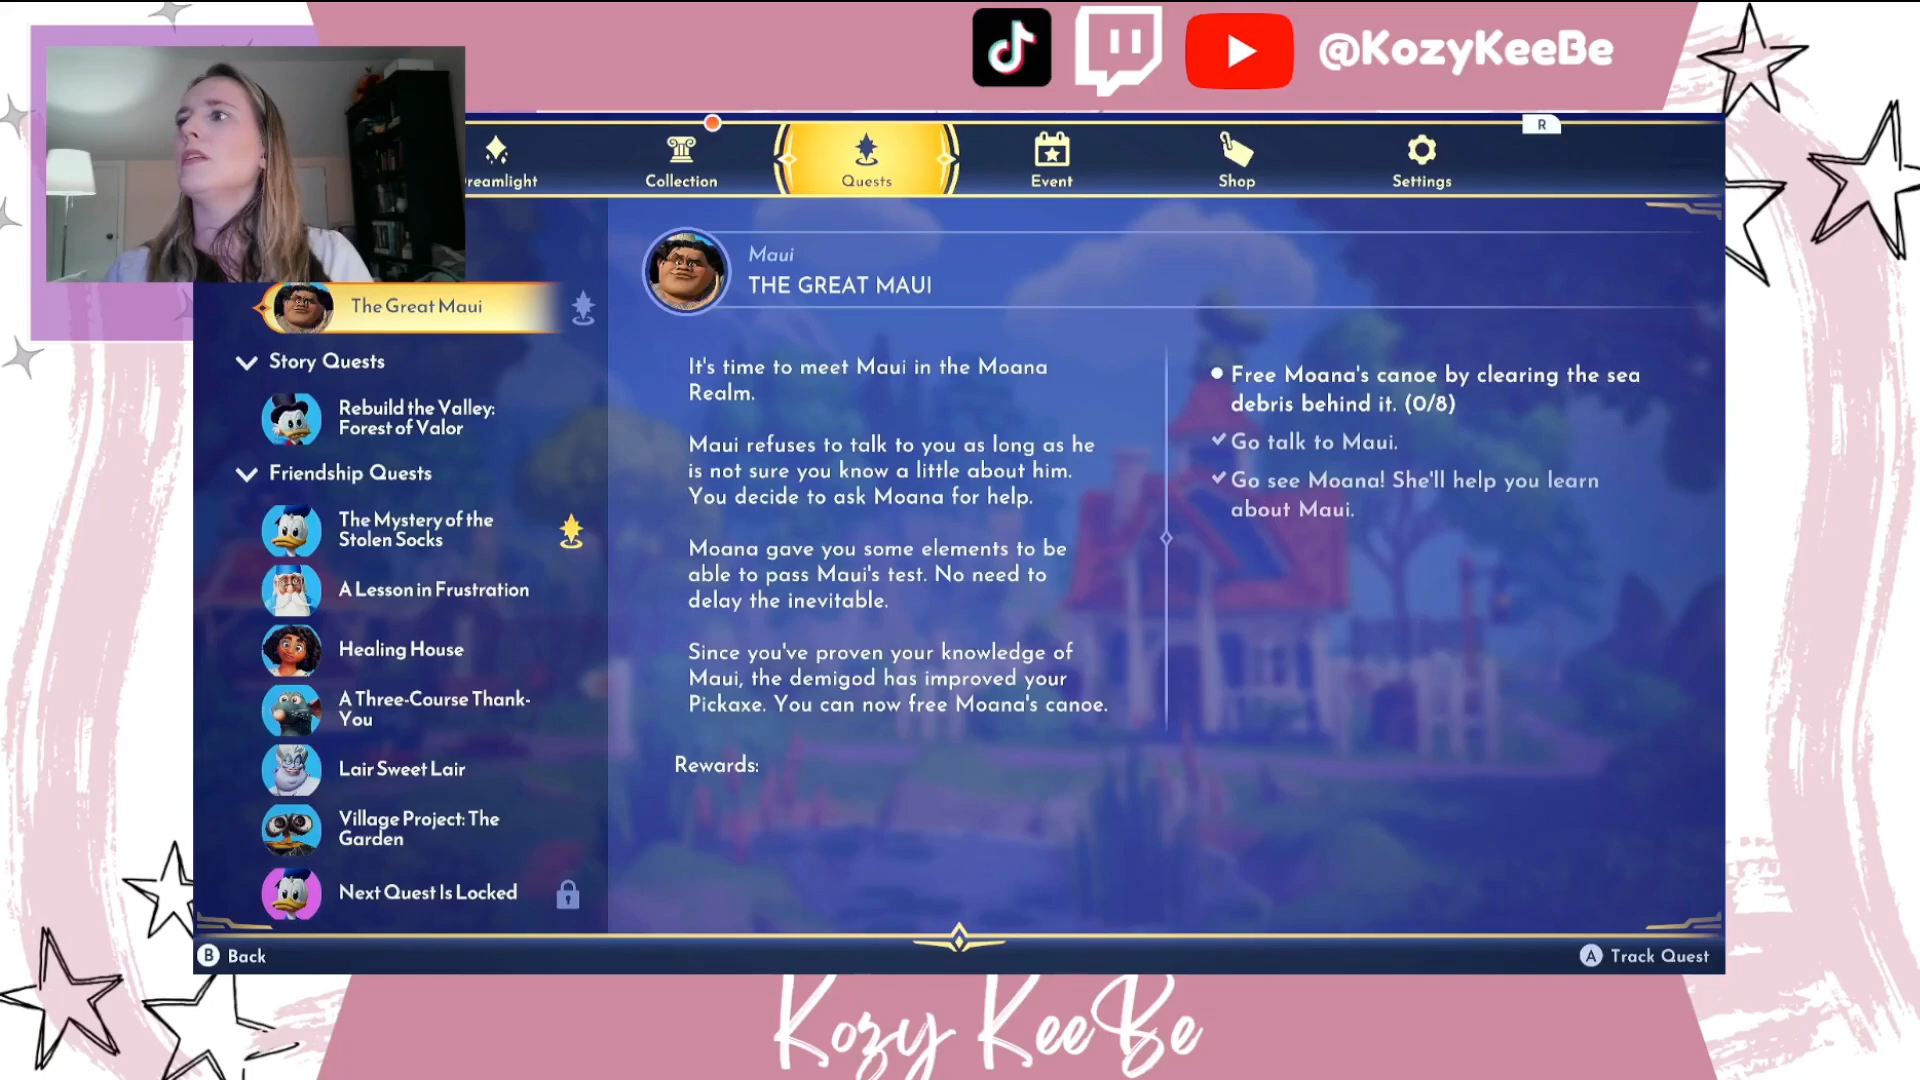 @KozyKeeBe
R
reamlight
Collection
Quests
Event
Shop
Settings
Maui
THE GREAT MAUI
The Great Maui
Story Quests
Rebuild the Valley:
Forest of Valor
Friendship Quests
The Mystery of the
Stolen Socks
A Lesson in Frustration
Healing House
A Three-Course Thank-
You
Lair Sweet Lair
Village Project: The
Garden
Next Quest Is Locked
It's time to meet Maui in the Moana
Realm.
Maui refuses to talk to you as long as he
is not sure you know a little about him.
You decide to ask Moana for help.
Moana gave you some elements to be
able to pass Maui's test. No need to
delay the inevitable.
Since you've proven your knowledge of
Maui, the demigod has improved your
Pickaxe. You can now free Moana's canoe.
Rewards:
Free Moana's canoe by clearing the sea
debris behind it. (0/8)
Go talk to Maui.
Go see Moana! She'll help you learn
about Maui.
B Back
A Track Quest
Kozy KeeBe